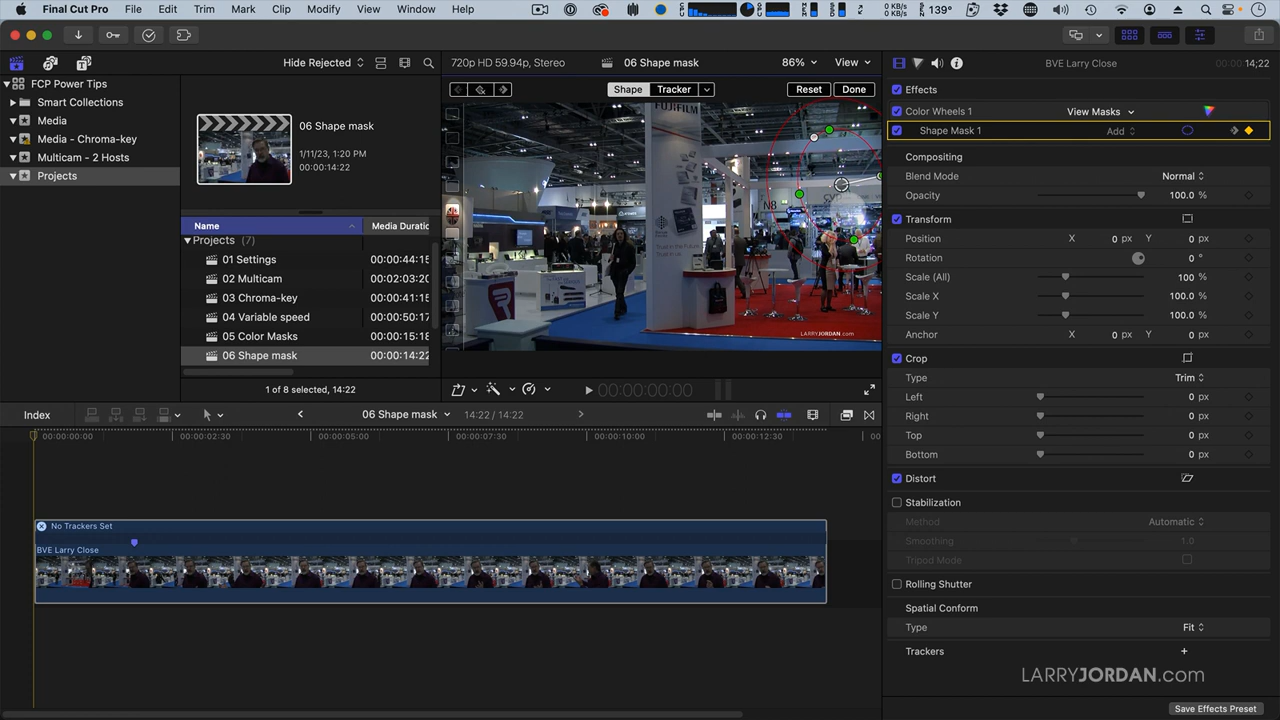 Final Cut Pro File Edit Trim Mark Clip Modify View Window Help
0 KB/s
0 KB/s
139°
Hide Rejected
720p HD 59.94p, Stereo
06 Shape mask
86%
View
BVE Larry Close
00:00:14:22
FCP Power Tips
Smart Collections
Media
Media - Chroma-key
Multicam - 2 Hosts
Projects
06 Shape mask
1/11/23, 1:20 PM
00:00:14:22
Name
Media Duratio
Projects (7)
01 Settings 00:00:44:15
02 Multicam 00:02:03:20
03 Chroma-key 00:00:41:15
04 Variable speed 00:00:50:17
05 Color Masks 00:00:15:18
06 Shape mask 00:00:14:22
1 of 8 selected, 14:22
Shape
Tracker
Reset
Done
FUJIFILM
N8
LARRYJORDAN.com
00:00:00:00
Effects
Color Wheels 1
View Masks
Shape Mask 1
Add
Compositing
Blend Mode Normal
Opacity 100.0 %
Transform
Position X 0 px Y 0 px
Rotation 0 °
Scale (All) 100 %
Scale X 100.0 %
Scale Y 100.0 %
Anchor X 0 px Y 0 px
Crop
Type Trim
Left 0 px
Right 0 px
Top 0 px
Bottom 0 px
Distort
Stabilization
Method Automatic
Smoothing 1.0
Tripod Mode
Rolling Shutter
Spatial Conform
Type Fit
Trackers +
LARRYJORDAN.com
Save Effects Preset
Index
06 Shape mask
14:22 / 14:22
00:00:00:00
00:00:02:30
00:00:05:00
00:00:07:30
00:00:10:00
00:00:12:30
00
No Trackers Set
BVE Larry Close